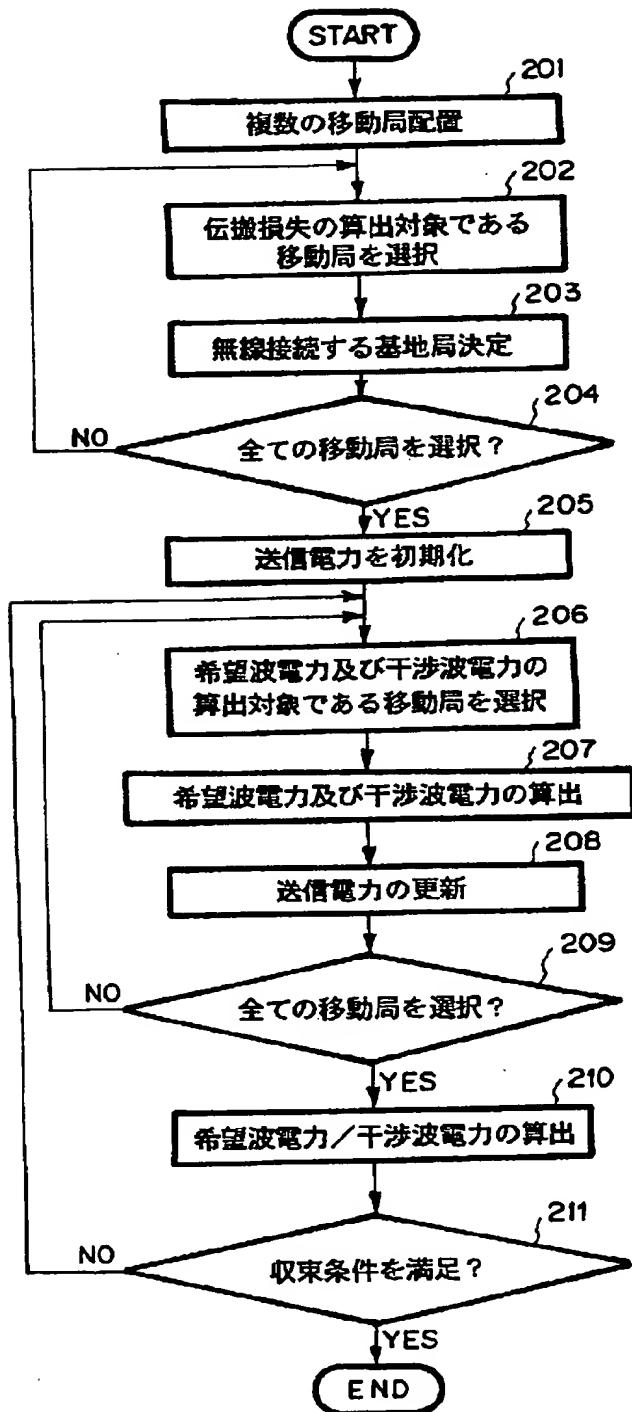 START
201
複数の移動局配置
202
伝搬損失の算出対象である
移動局を選択
203
無線接続する基地局決定
204
NO
全ての移動局を選択？
YES
205
送信電力を初期化
206
希望波電力及び干渉波電力の
算出対象である移動局を選択
207
希望波電力及び干渉波電力の算出
208
送信電力の更新
209
NO
全ての移動局を選択？
YES
210
希望波電力／干渉波電力の算出
211
NO
収束条件を満足？
YES
END